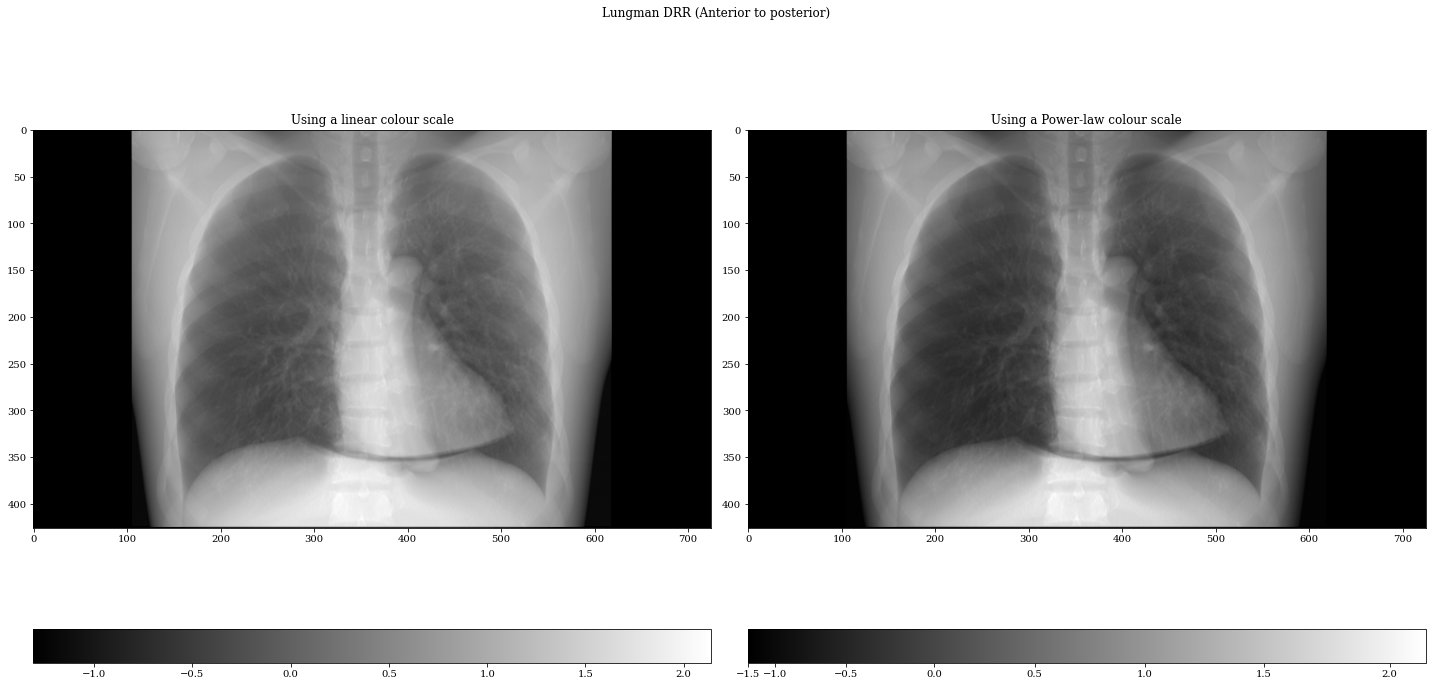 Lungman DRR (Anterior to posterior)
Using a linear colour scale
0
50
100
150
200
250
300
350
400
0 100 200 300 400 500 600 700
−1.0 −0.5 0.0 0.5 1.0 1.5 2.0
Using a Power-law colour scale
0
50
100
150
200
250
300
350
400
0 100 200 300 400 500 600 700
−1.5 −1.0 −0.5 0.0 0.5 1.0 1.5 2.0